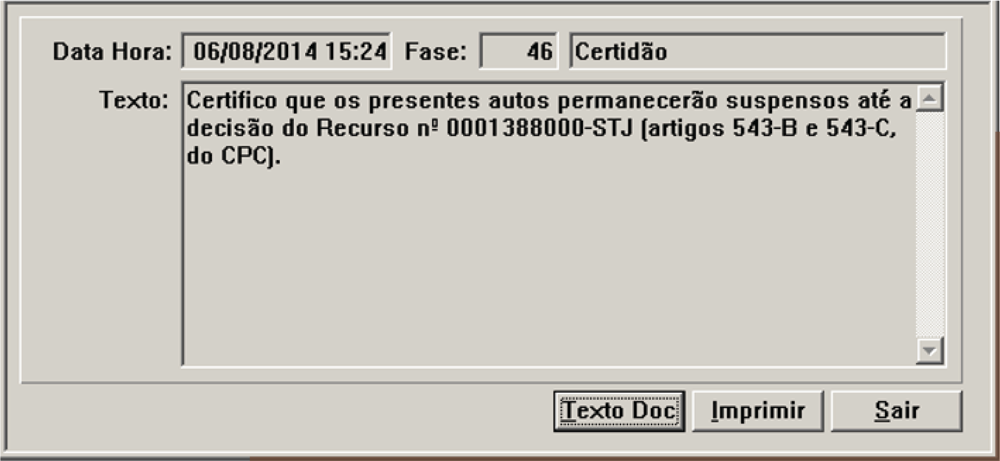 Data Hora: 06/08/2014 15:24 Fase: 46 Certidão
Texto: Certifico que os presentes autos permanecerão suspensos até a
decisão do Recurso nº 0001388000-STJ (artigos 543-B e 543-C,
do CPC).
Texto Doc Imprimir Sair